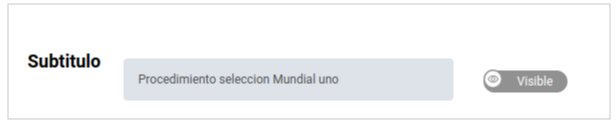 Subtitulo
Procedimiento seleccion Mundial uno
Visible